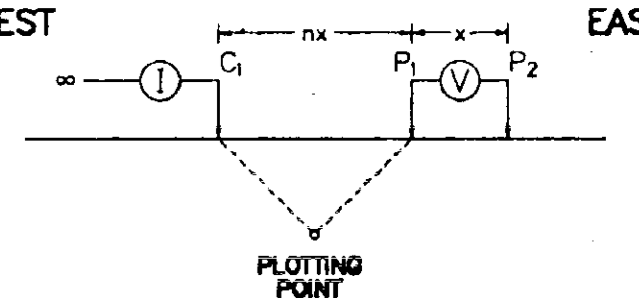 EST EAS
nx x
∞ I C₁ P₁ V P₂
PLOTTING
POINT